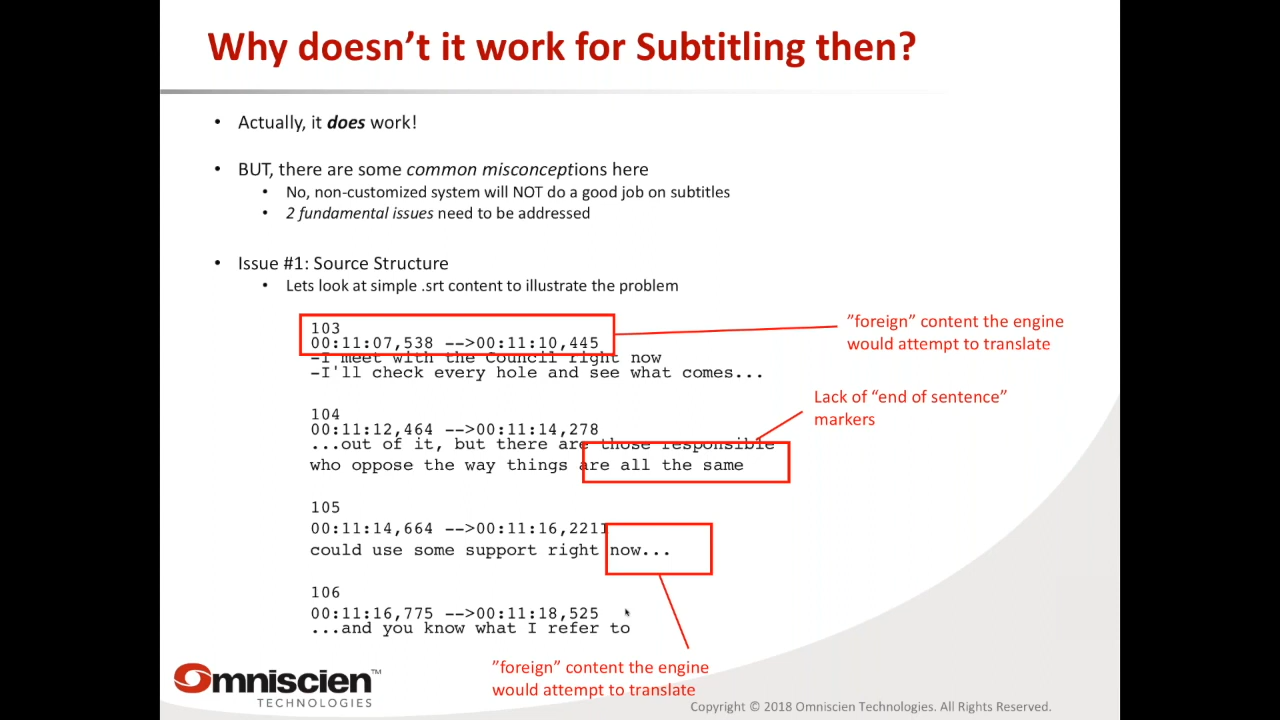 Why doesn’t it work for Subtitling then?
• Actually, it does work!
• BUT, there are some common misconceptions here
• No, non-customized system will NOT do a good job on subtitles
• 2 fundamental issues need to be addressed
• Issue #1: Source Structure
• Lets look at simple .srt content to illustrate the problem
103
00:11:07,538 -->00:11:10,445
-I meet with the Council right now
-I'll check every hole and see what comes...
”foreign” content the engine
would attempt to translate
Lack of “end of sentence”
markers
104
00:11:12,464 -->00:11:14,278
...out of it, but there are those responsible
who oppose the way things are all the same
105
00:11:14,664 -->00:11:16,2211
could use some support right now...
106
00:11:16,775 -->00:11:18,525
...and you know what I refer to
”foreign” content the engine
would attempt to translate
Omniscien™
TECHNOLOGIES
Copyright © 2018 Omniscien Technologies. All Rights Reserved.